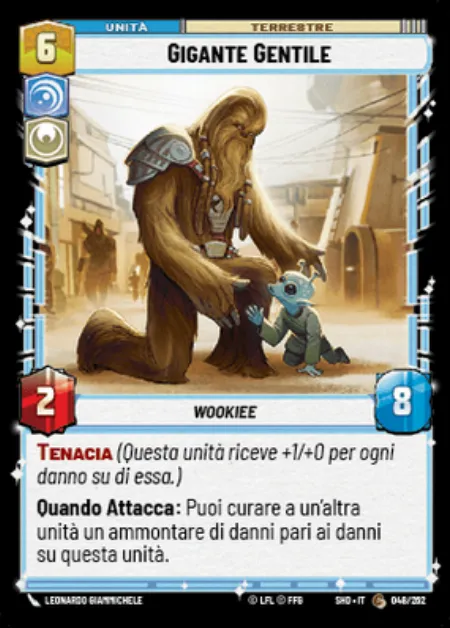 UNITÀ
TERRESTRE
6
GIGANTE GENTILE
2
WOOKIEE
8
TENACIA (Questa unità riceve +1/+0 per ogni
danno su di essa.)
Quando Attacca: Puoi curare a un'altra
unità un ammontare di danni pari ai danni
su questa unità.
LEONARDO GIAMMICHELE
© LFL ® FFG
SHD • IT
048/262